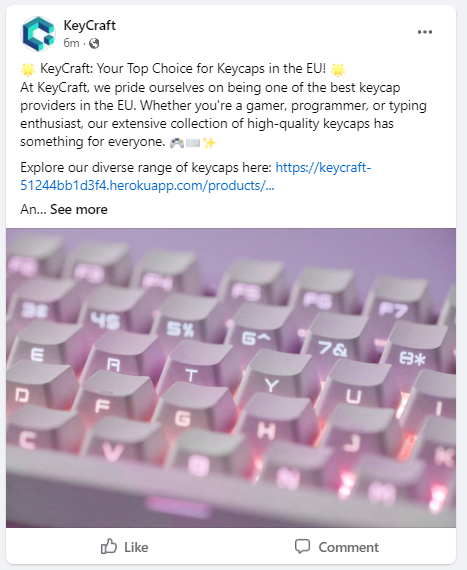 KeyCraft
6m ·
🌟 KeyCraft: Your Top Choice for Keycaps in the EU! 🌟
At KeyCraft, we pride ourselves on being one of the best keycap
providers in the EU. Whether you're a gamer, programmer, or typing
enthusiast, our extensive collection of high-quality keycaps has
something for everyone. 🎮⌨️✨
Explore our diverse range of keycaps here: https://keycraft-
51244bb1d3f4.herokuapp.com/products/...
An... See more
F2 F3 F4 F5 F6 F7
3# 4$ 5% 6^ 7& 8*
E R T Y U I
D F G H J K
C V B N M
Like Comment